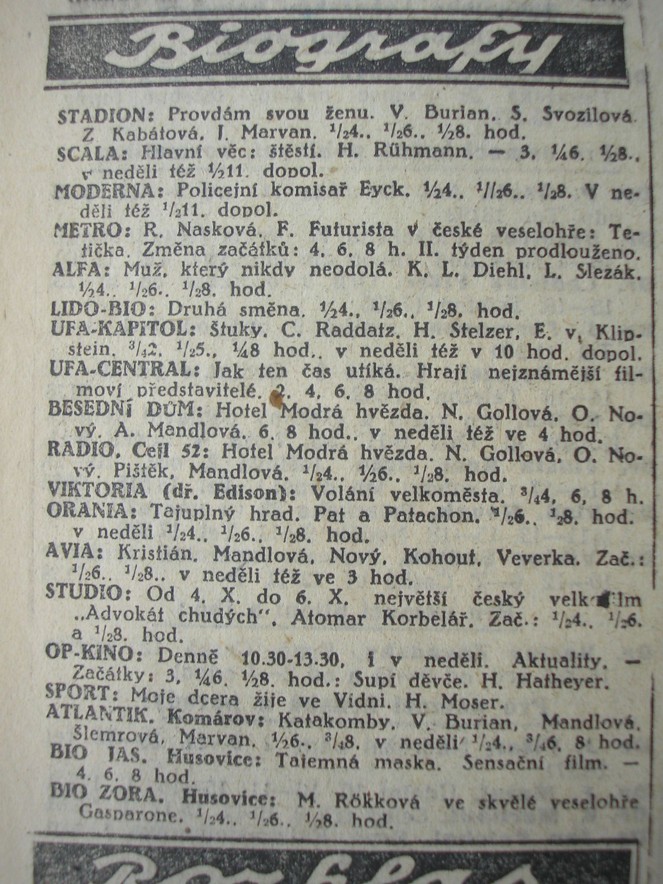 Biografy
STADION: Provdám svou ženu. V. Burian, S. Svozilová
Z Kabátová, J. Marvan. ½4., ½6., ½8. hod.
SCALA: Hlavní věc: štěstí. H. Rühmann. — 3, ¼6, ½8.,
v neděli též ½11. dopol.
MODERNA: Policejní komisař Eyck. ½4., ½6., ½8. V ne-
děli též ½11. dopol.
METRO: R. Nasková, F. Futurista v české veselohře: Te-
tička. Změna začátků: 4, 6, 8 h. II. týden prodlouženo.
ALFA: Muž, který nikdy neodolá. K. L. Diehl, L. Slezák.
½4., ½6., ½8. hod.
LIDO-BIO: Druhá směna. ½4., ½6., ½8. hod.
UFA-KAPITOL: Štuky. C. Raddatz, H. Stelzer, E. v. Klip-
stein. ¾2, ½5., ¼8 hod., v neděli též v 10 hod. dopol.
UFA-CENTRAL: Jak ten čas utíká. Hrají nejznámější fil-
moví představitelé. 2, 4, 6, 8 hod.
BESEDNÍ DŮM: Hotel Modrá hvězda. N. Gollová, O. No-
vý, A. Mandlová, 6, 8 hod., v neděli též ve 4 hod.
RADIO, Cejl 52: Hotel Modrá hvězda. N. Gollová, O. No-
vý, Pištěk, Mandlová. ½4., ½6., ½8. hod.
VIKTORIA (dř. Edison): Volání velkoměsta. ¾4, 6, 8 h.
ORANIA: Tajuplný hrad. Pat a Patachon. ½6., ½8. hod.
v neděli ½4., ½6., ½8. hod.
AVIA: Kristián. Mandlová, Nový, Kohout, Veverka. Zač.:
½6., ½8., v neděli též ve 3 hod.
STUDIO: Od 4. X. do 6. X. největší český velkofilm
„Advokát chudých“. Atomar Korbelář. Zač.: ½4., ½6.
a ½8. hod.
OP-KINO: Denně 10.30-13.30, i v neděli. Aktuality. —
Začátky: 3, ¼6, ½8. hod.: Supí děvče. H. Hatheyer.
SPORT: Moje dcera žije ve Vídni. H. Moser.
ATLANTIK, Komárov: Katakomby. V. Burian, Mandlová,
Šlemrová, Marvan. ½6., ¾8, v neděli ½4., ¾6, 8 hod.
BIO JAS, Husovice: Tajemná maska. Sensační film. —
4, 6, 8 hod.
BIO ZORA, Husovice: M. Rökková ve skvělé veselohře
Gasparone. ½4., ½6., ½8. hod.